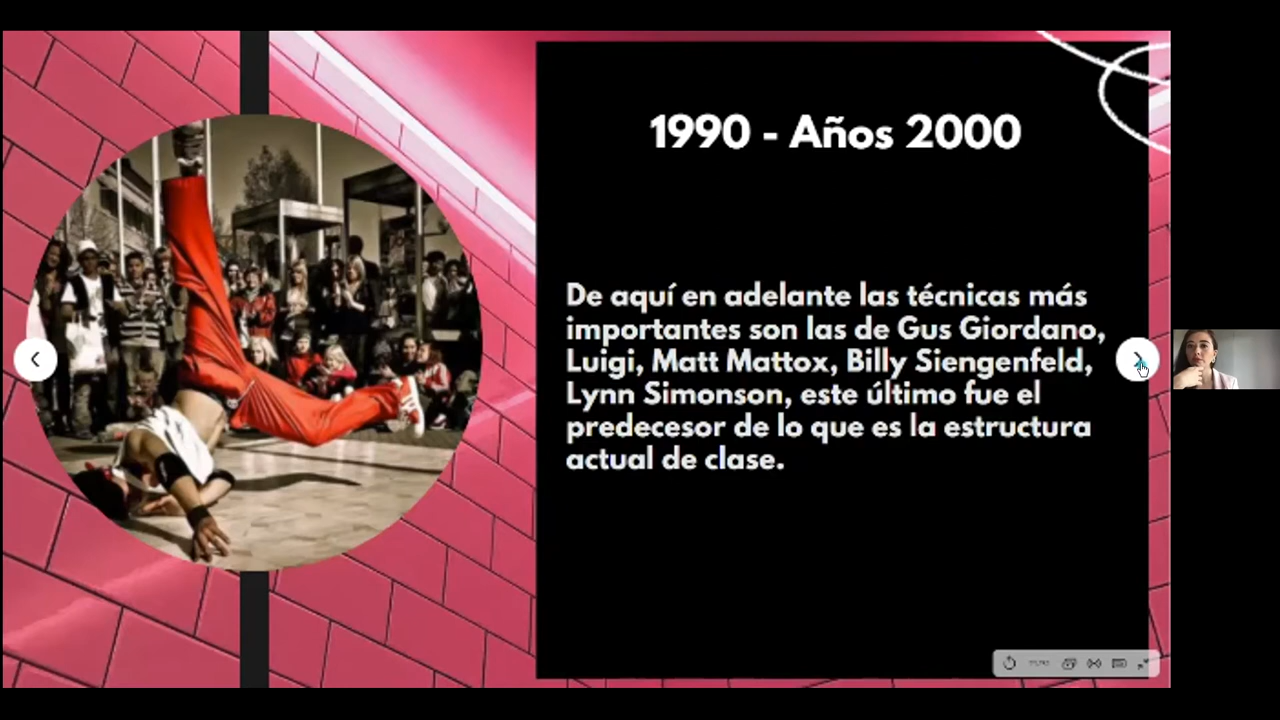 1990 - Años 2000
De aquí en adelante las técnicas más
importantes son las de Gus Giordano,
Luigi, Matt Mattox, Billy Siengenfeld,
Lynn Simonson, este último fue el
predecesor de lo que es la estructura
actual de clase.